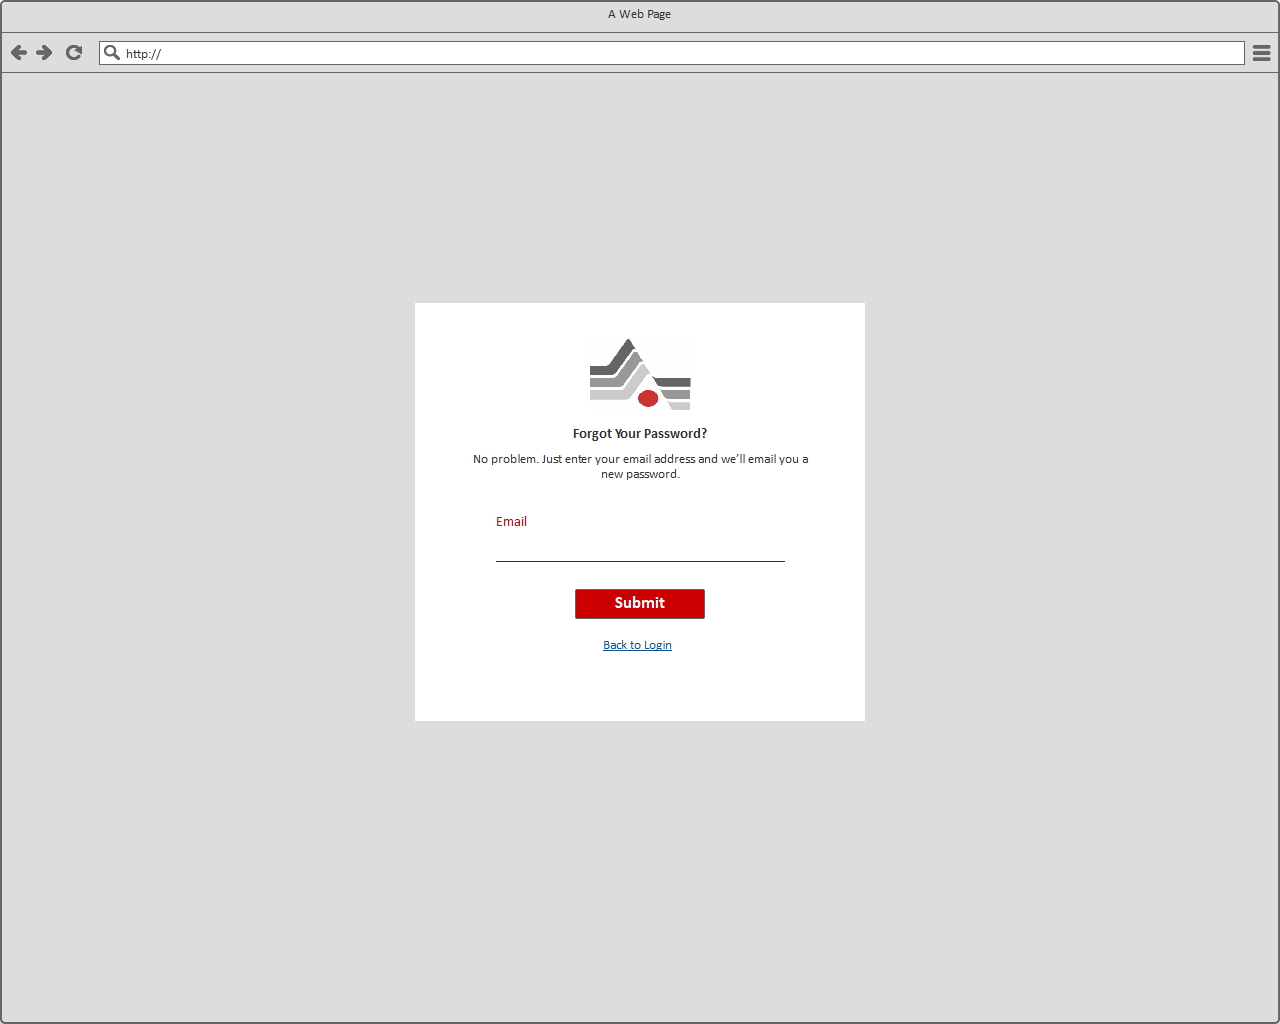 A Web Page
http://
Forgot Your Password?
No problem. Just enter your email address and we’ll email you a
new password.
Email
Submit
Back to Login